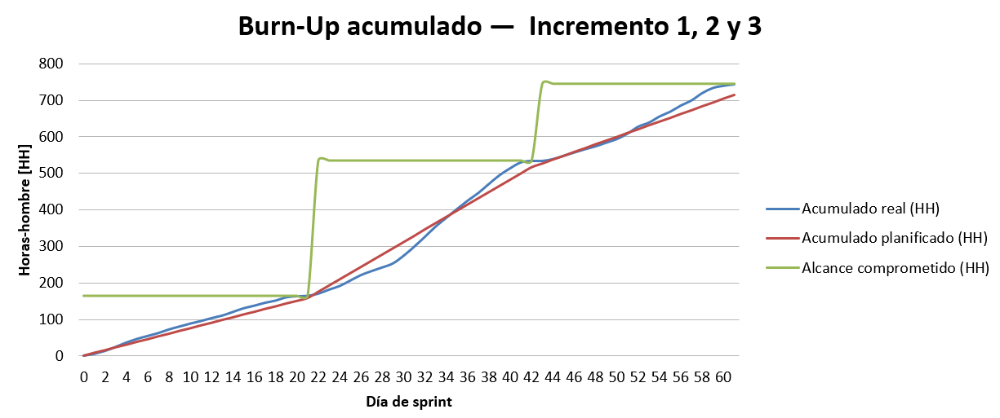 Burn-Up acumulado —  Incremento 1, 2 y 3
800
700
600
500
400
300
200
100
0
Horas-hombre [HH]
0 2 4 6 8 10 12 14 16 18 20 22 24 26 28 30 32 34 36 38 40 42 44 46 48 50 52 54 56 58 60
Día de sprint
Acumulado real (HH)
Acumulado planificado (HH)
Alcance comprometido (HH)